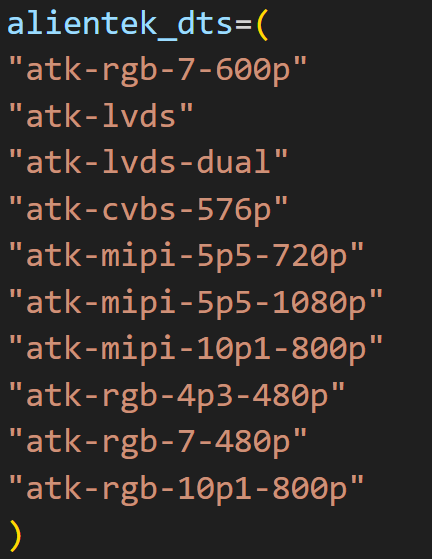 alientek_dts=(
"atk-rgb-7-600p"
"atk-lvds"
"atk-lvds-dual"
"atk-cvbs-576p"
"atk-mipi-5p5-720p"
"atk-mipi-5p5-1080p"
"atk-mipi-10p1-800p"
"atk-rgb-4p3-480p"
"atk-rgb-7-480p"
"atk-rgb-10p1-800p"
)